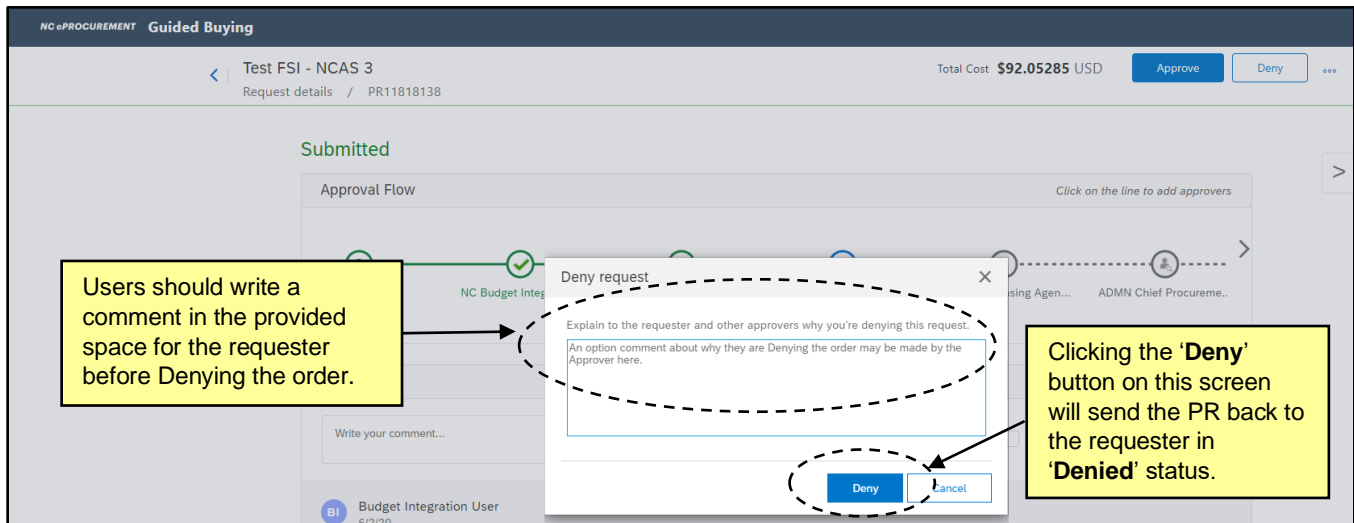 NC ePROCUREMENT Guided Buying
Test FSI - NCAS 3
Total Cost $92.05285 USD
Approve
Deny
Request details / PR11818138
Submitted
Approval Flow
Click on the line to add approvers
Users should write a
comment in the provided
space for the requester
before Denying the order.
NC Budget Integ
Deny request
sing Agen...
ADMN Chief Procureme..
Explain to the requester and other approvers why you're denying this request.
An option comment about why they are Denying the order may be made by the
Approver here.
Clicking the ‘Deny’
button on this screen
will send the PR back to
the requester in
‘Denied’ status.
Write your comment...
Deny
Cancel
BI
Budget Integration User
6/2/20